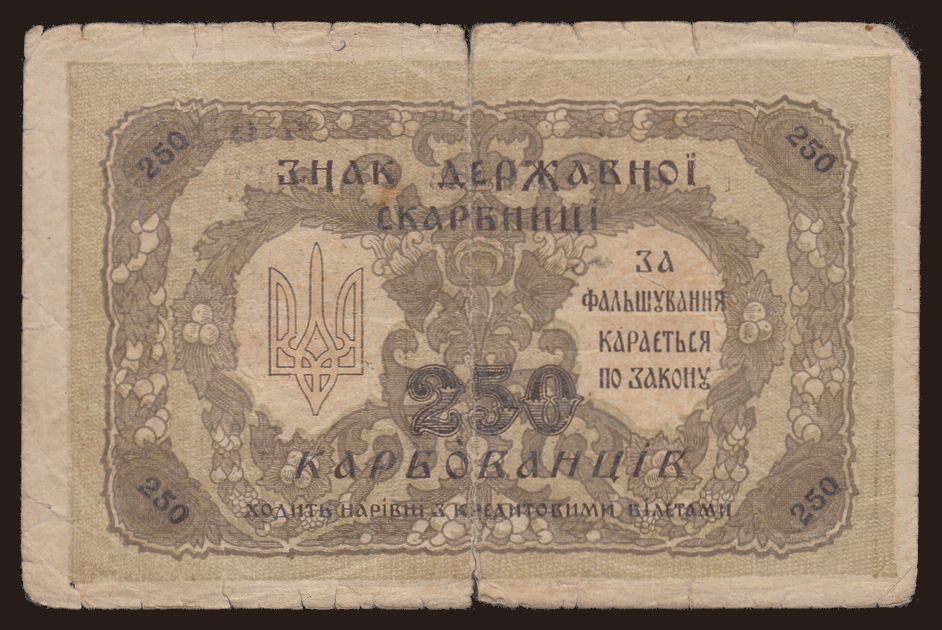 250
250
ЗНАК ДЕРЖАВНОЇ
СКАРБНИЦІ
ЗА
ФАЛЬШУВАННЯ
КАРАЄТЬСЯ
ПО ЗАКОНУ
250
КАРБОВАНЦІВ
ХОДИТЬ НАРІВНІ З КРЕДИТОВИМИ БІЛЕТАМИ
250
250